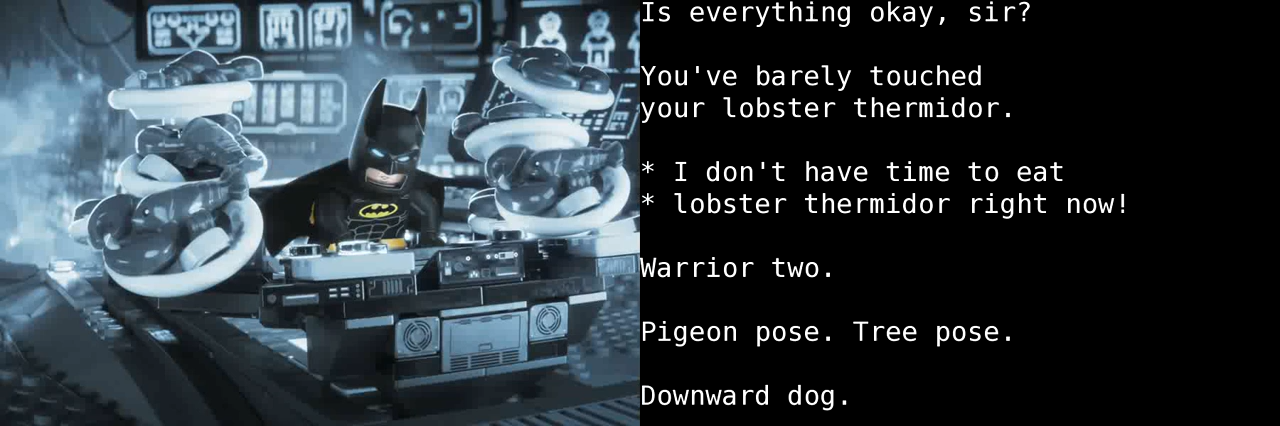 Is everything okay, sir?
You've barely touched
your lobster thermidor.
* I don't have time to eat
* lobster thermidor right now!
Warrior two.
Pigeon pose. Tree pose.
Downward dog.